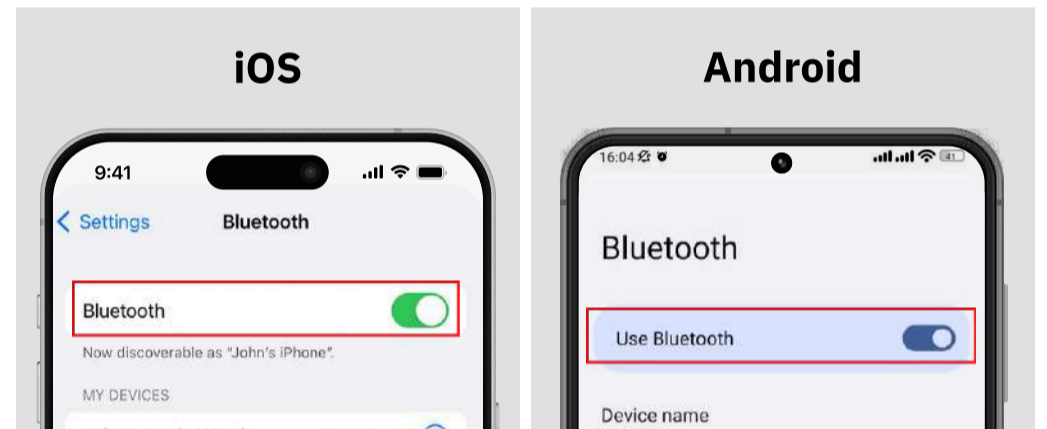 iOS
9:41
Settings
Bluetooth
Bluetooth
Now discoverable as "John's iPhone".
MY DEVICES
Android
16:04
41
Bluetooth
Use Bluetooth
Device name